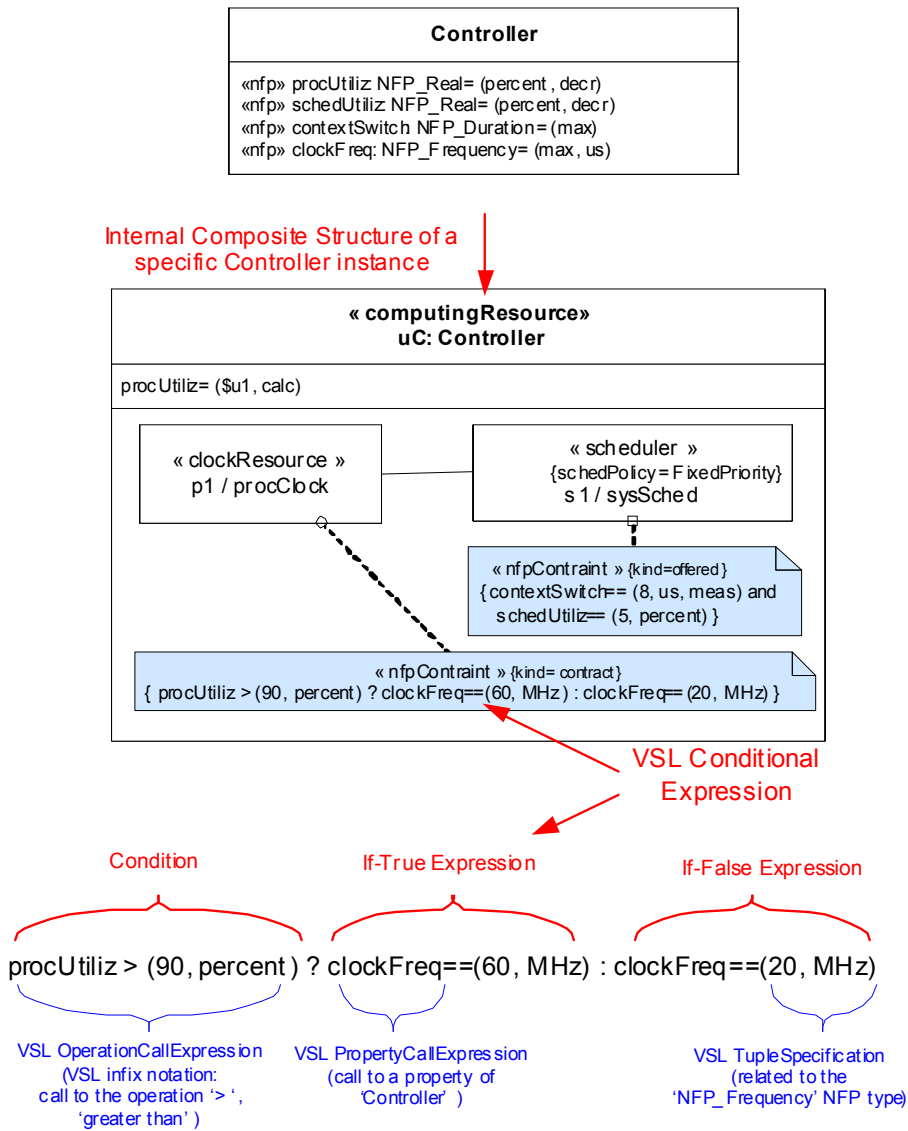 Controller
«nfp» procUtiliz: NFP_Real= (percent, decr)
«nfp» schedUtiliz: NFP_Real= (percent, decr)
«nfp» contextSwitch: NFP_Duration= (max)
«nfp» clockFreq: NFP_Frequency= (max, us)
Internal Composite Structure of a
specific Controller instance
« computingResource»
uC: Controller
procUtiliz= ($u1, calc)
« clockResource »
p1 / procClock
« scheduler »
{schedPolicy= FixedPriority}
s1 / sysSched
« nfpContraint » {kind=offered}
{ contextSwitch== (8, us, meas) and
schedUtiliz== (5, percent) }
« nfpContraint » {kind= contract}
{ procUtiliz > (90, percent) ? clockFreq==(60, MHz) : clockFreq==(20, MHz) }
VSL Conditional
Expression
Condition
If-True Expression
If-False Expression
procUtiliz > (90, percent) ? clockFreq==(60, MHz) : clockFreq==(20, MHz)
VSL OperationCallExpression
(VSL infix notation:
call to the operation '> ',
'greater than' )
VSL PropertyCallExpression
(call to a property of
'Controller' )
VSL TupleSpecification
(related to the
'NFP_Frequency' NFP type)